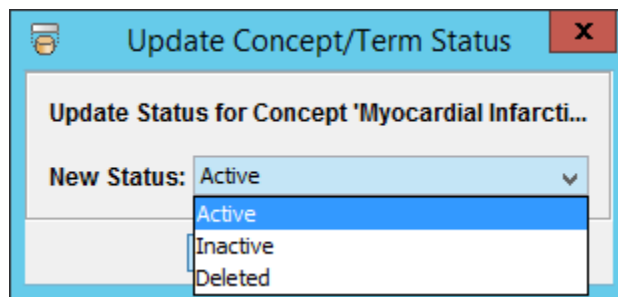 Update Concept/Term Status
x
Update Status for Concept 'Myocardial Infarcti...
New Status: Active
Active
Inactive
Deleted